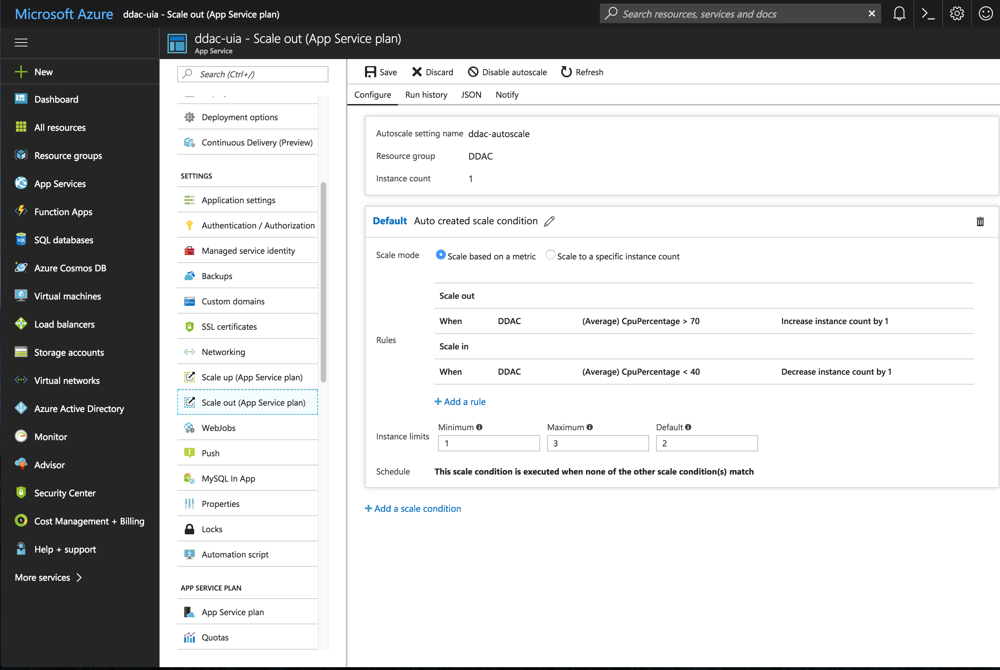 Microsoft Azure ddac-uia - Scale out (App Service plan)
Search resources, services and docs
ddac-uia - Scale out (App Service plan)
App Service
New
Dashboard
All resources
Resource groups
App Services
Function Apps
SQL databases
Azure Cosmos DB
Virtual machines
Load balancers
Storage accounts
Virtual networks
Azure Active Directory
Monitor
Advisor
Security Center
Cost Management + Billing
Help + support
More services
Search (Ctrl+/)
Deployment options
Continuous Delivery (Preview)
SETTINGS
Application settings
Authentication / Authorization
Managed service identity
Backups
Custom domains
SSL certificates
Networking
Scale up (App Service plan)
Scale out (App Service plan)
WebJobs
Push
MySQL In App
Properties
Locks
Automation script
APP SERVICE PLAN
App Service plan
Quotas
Save Discard Disable autoscale Refresh
Configure Run history JSON Notify
Autoscale setting name ddac-autoscale
Resource group DDAC
Instance count 1
Default Auto created scale condition
Scale mode Scale based on a metric Scale to a specific instance count
Rules
Scale out
When DDAC (Average) CpuPercentage > 70 Increase instance count by 1
Scale in
When DDAC (Average) CpuPercentage < 40 Decrease instance count by 1
+ Add a rule
Instance limits
Minimum Maximum Default
1 3 2
Schedule This scale condition is executed when none of the other scale condition(s) match
+ Add a scale condition